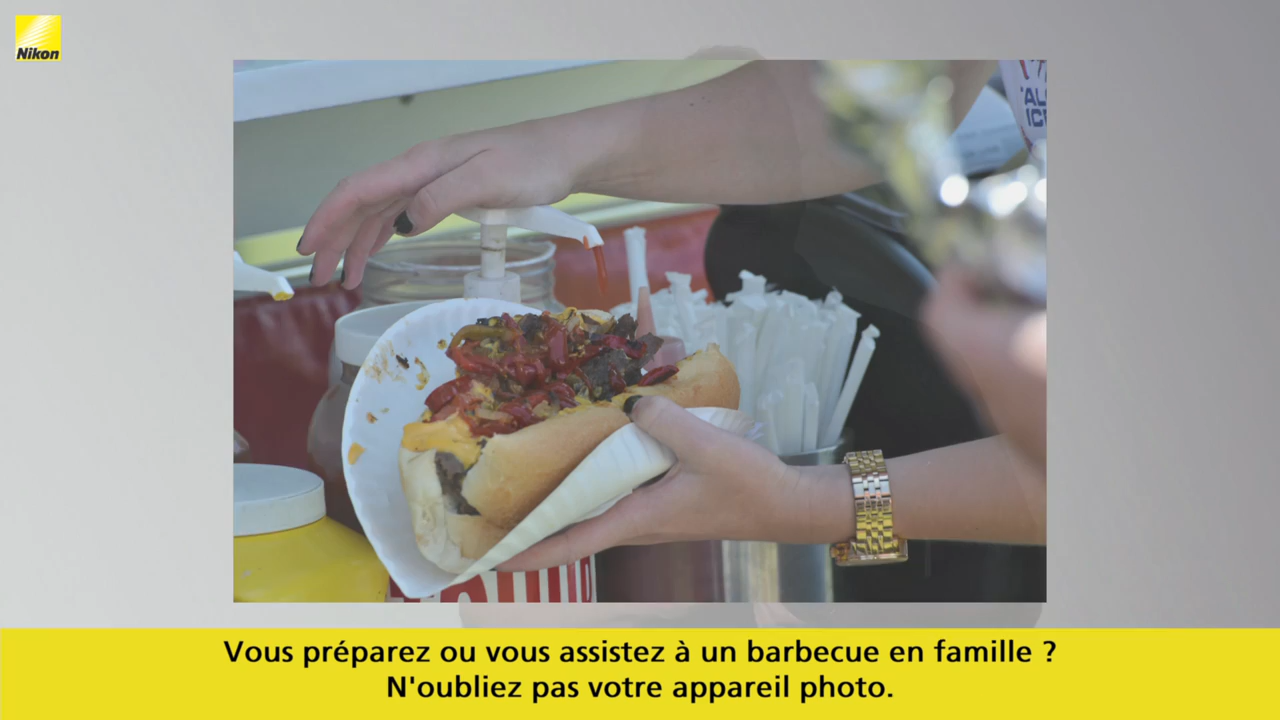 Nikon
Vous préparez ou vous assistez à un barbecue en famille ?
N'oubliez pas votre appareil photo.